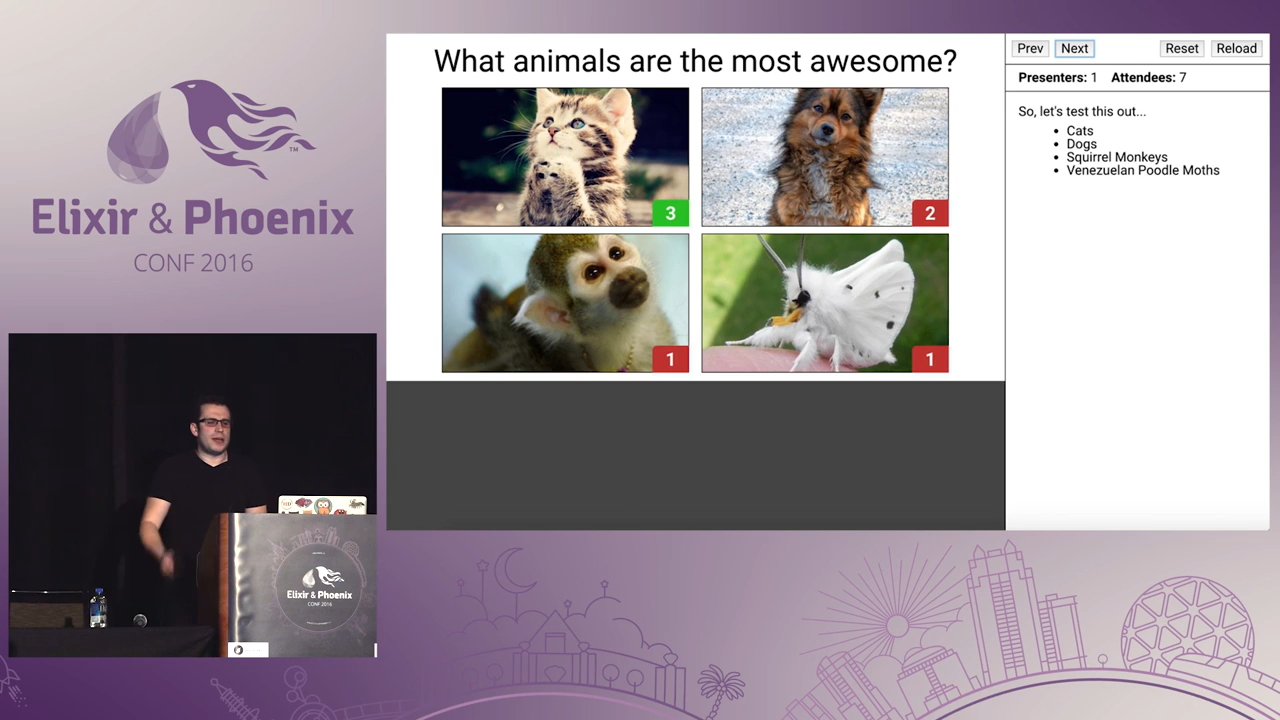 Elixir & Phoenix
TM
CONF 2016
What animals are the most awesome?
3
2
1
1
Prev Next Reset Reload
Presenters: 1 Attendees: 7
So, let's test this out...
• Cats
• Dogs
• Squirrel Monkeys
• Venezuelan Poodle Moths
Elixir & Phoenix
CONF 2016